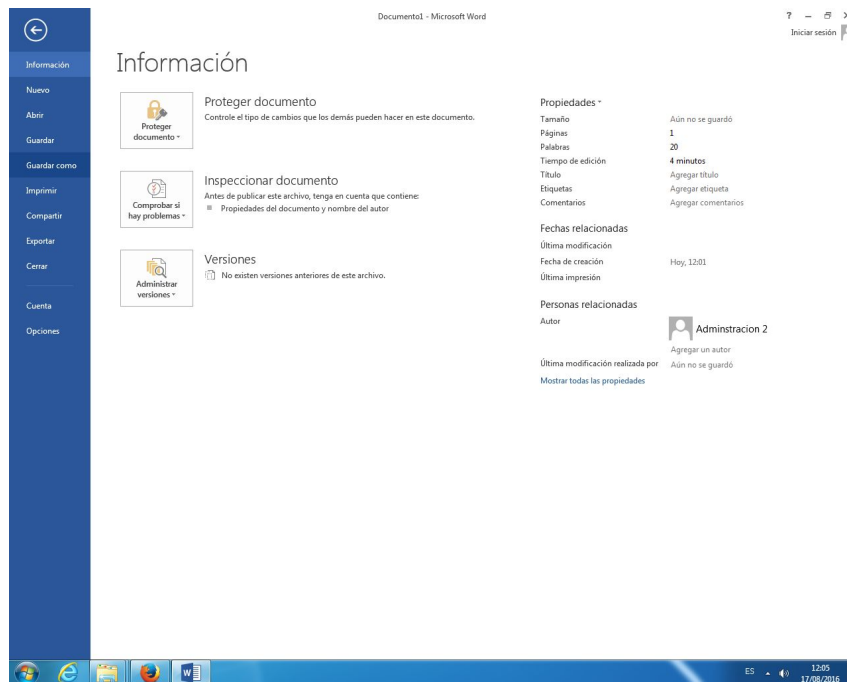 Documento1 - Microsoft Word
? 
Iniciar sesión
Información
Nuevo
Abrir
Guardar
Guardar como
Imprimir
Compartir
Exportar
Cerrar
Cuenta
Opciones
Información
Proteger documento
Proteger documento
Controle el tipo de cambios que los demás pueden hacer en este documento.
Comprobar si hay problemas
Inspeccionar documento
Antes de publicar este archivo, tenga en cuenta que contiene:
Propiedades del documento y nombre del autor
Administrar versiones
Versiones
No existen versiones anteriores de este archivo.
Propiedades
Tamaño Aún no se guardó
Páginas 1
Palabras 20
Tiempo de edición 4 minutos
Título Agregar título
Etiquetas Agregar etiqueta
Comentarios Agregar comentarios
Fechas relacionadas
Última modificación
Fecha de creación Hoy, 12:01
Última impresión
Personas relacionadas
Autor Adminstracion 2
Agregar un autor
Última modificación realizada por Aún no se guardó
Mostrar todas las propiedades
ES 12:05
17/08/2016